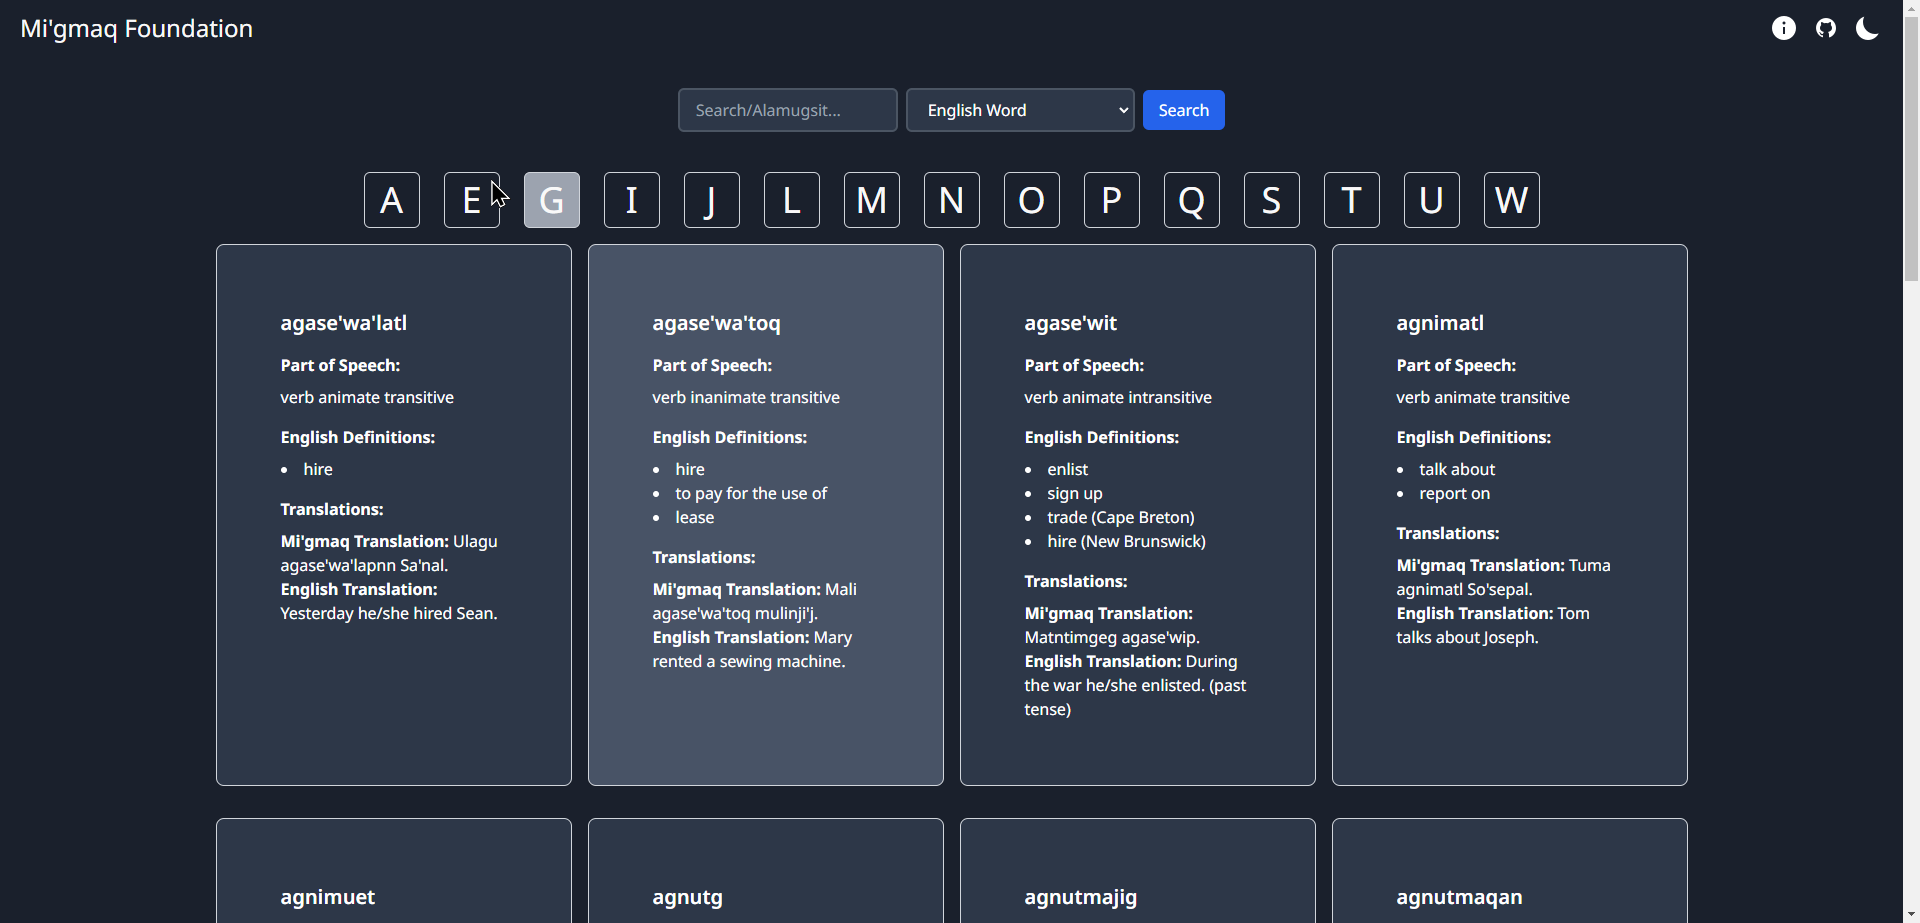 Mi'gmaq Foundation
Search/Alamugsit...
English Word
Search
A E G I J L M N O P Q S T U W
agase'wa'latl
Part of Speech:
verb animate transitive
English Definitions:
• hire
Translations:
Mi'gmaq Translation: Ulagu
agase'wa'lapnn Sa'nal.
English Translation:
Yesterday he/she hired Sean.
agase'wa'toq
Part of Speech:
verb inanimate transitive
English Definitions:
• hire
• to pay for the use of
• lease
Translations:
Mi'gmaq Translation: Mali
agase'wa'toq mulinji'j.
English Translation: Mary
rented a sewing machine.
agase'wit
Part of Speech:
verb animate intransitive
English Definitions:
• enlist
• sign up
• trade (Cape Breton)
• hire (New Brunswick)
Translations:
Mi'gmaq Translation:
Matntimgeg agase'wip.
English Translation: During
the war he/she enlisted. (past
tense)
agnimatl
Part of Speech:
verb animate transitive
English Definitions:
• talk about
• report on
Translations:
Mi'gmaq Translation: Tuma
agnimatl So'sepal.
English Translation: Tom
talks about Joseph.
agnimuet
agnutg
agnutmajig
agnutmaqan